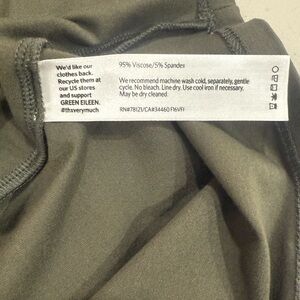 We'd like our
clothes back.
Recycle them at
our US stores
and support
GREEN EILEEN.
#thxverymuch
95% Viscose/5% Spandex
We recommend machine wash cold, separately, gentle
cycle. No bleach. Line dry. Use cool iron if necessary.
May be dry cleaned.
RN#78121/CA#34460 F16VEI